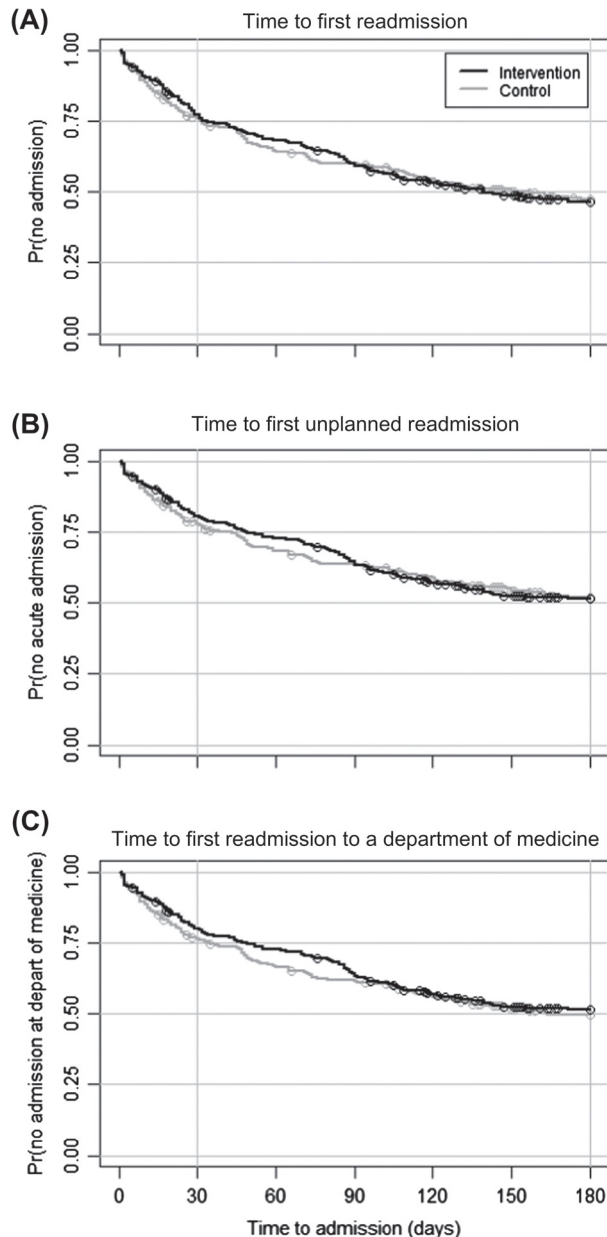 (A)
Time to first readmission
Pr(no admission)
1.00
0.75
0.50
0.25
0.00
Intervention
Control
(B)
Time to first unplanned readmission
Pr(no acute admission)
1.00
0.75
0.50
0.25
0.00
(C)
Time to first readmission to a department of medicine
Pr(no admission at depart of medicine)
1.00
0.75
0.50
0.25
0.00
0 30 60 90 120 150 180
Time to admission (days)